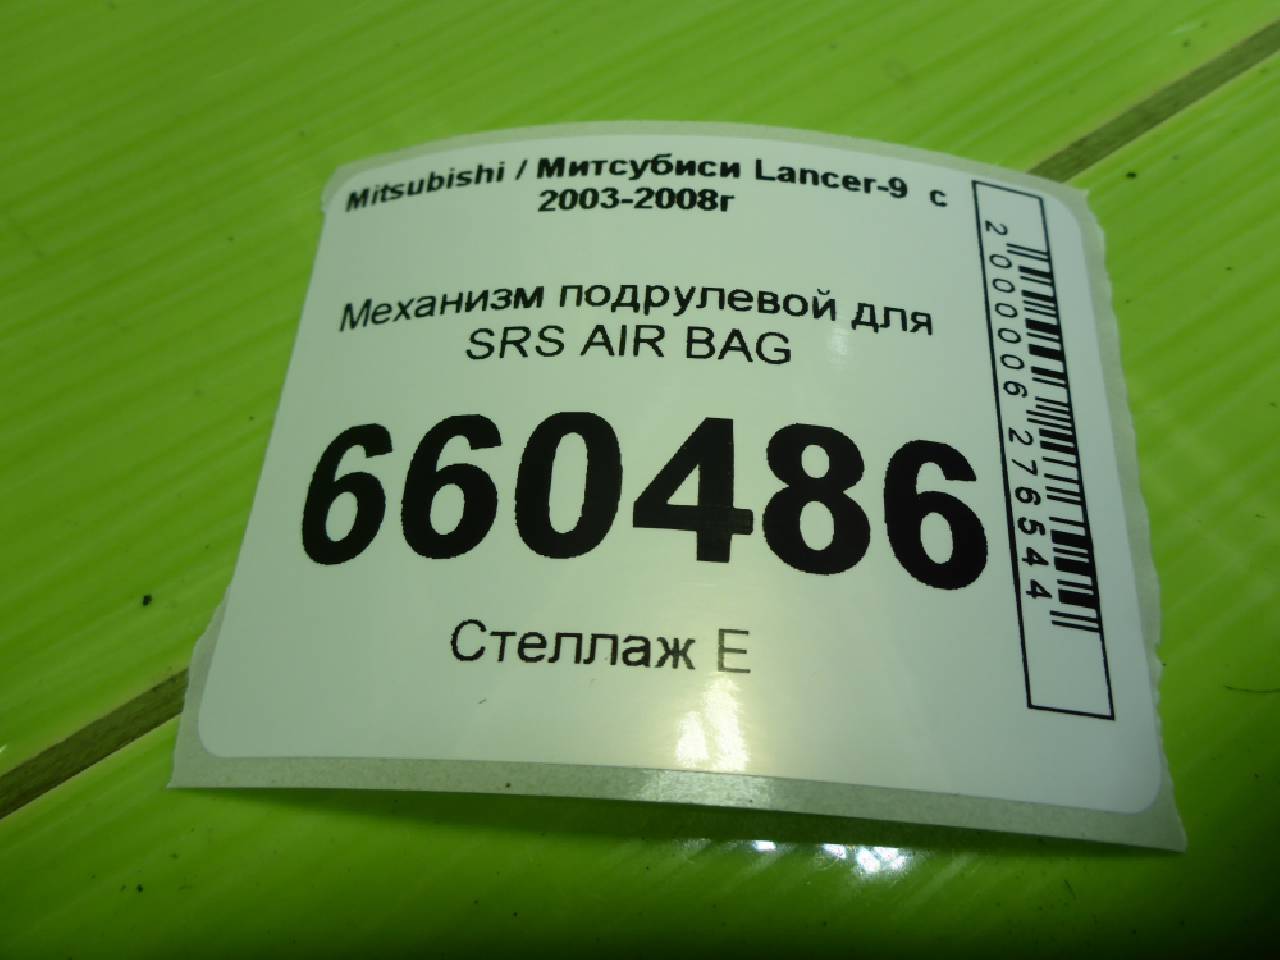 Mitsubishi / Митсубиси Lancer-9 с
2003-2008г
Механизм подрулевой для
SRS AIR BAG
660486
Стеллаж Е
2000006276544